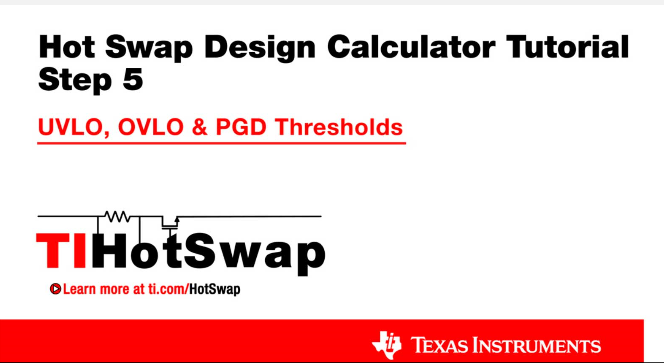 Hot Swap Design Calculator Tutorial
Step 5
UVLO, OVLO & PGD Thresholds
TIHotSwap
Learn more at ti.com/HotSwap
TEXAS INSTRUMENTS